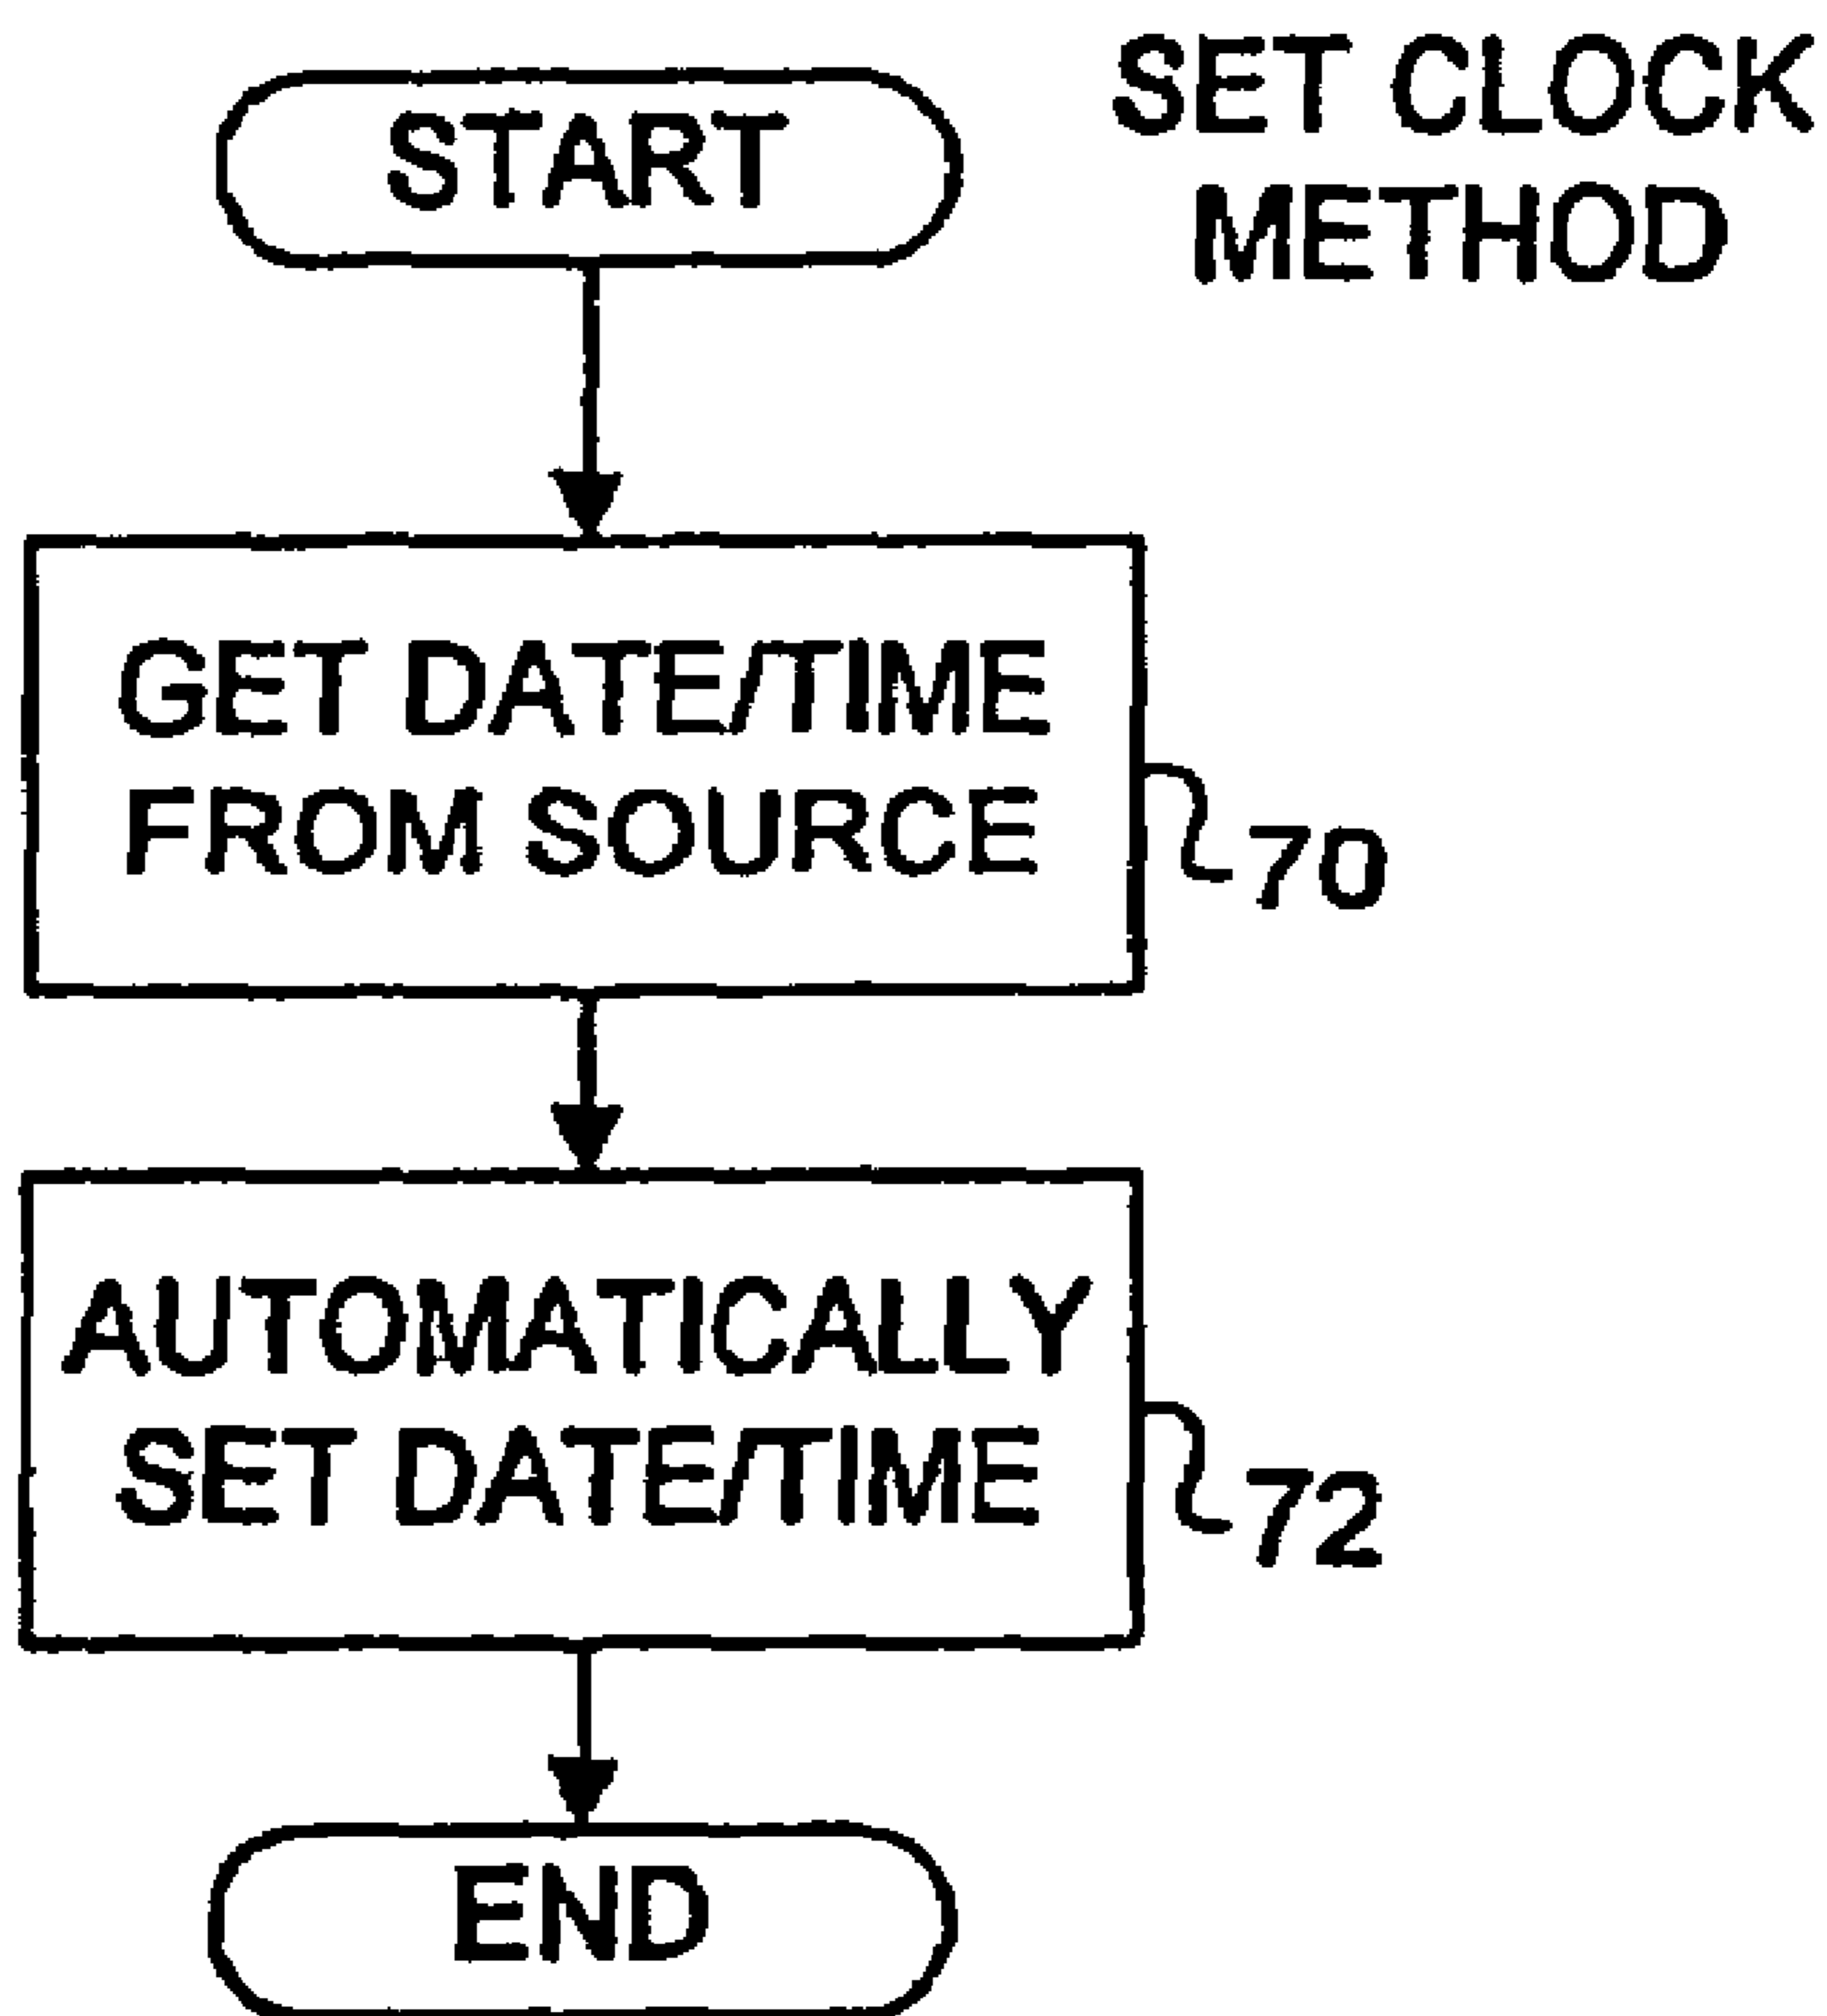 SET CLOCK
METHOD
START
GET DATE/TIME
FROM SOURCE
70
AUTOMATICALLY
SET DATE/TIME
72
END